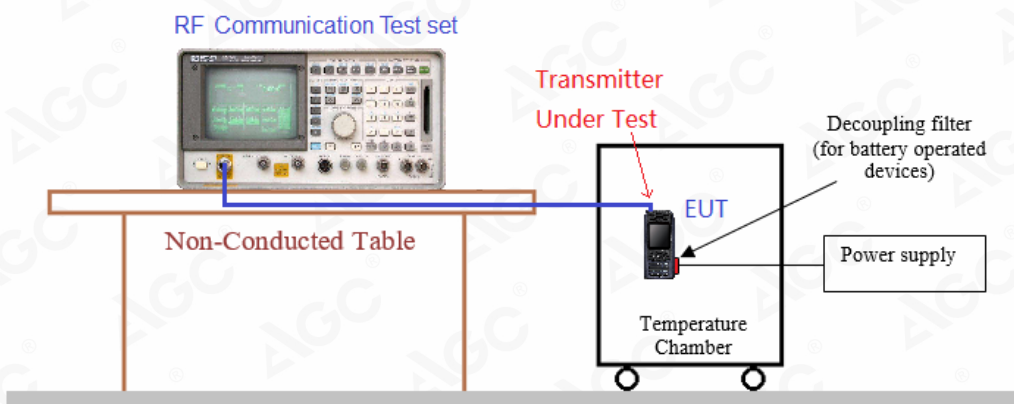 RF Communication Test set
Transmitter
Under Test
Decoupling filter
(for battery operated
devices)
EUT
Non-Conducted Table
Power supply
Temperature
Chamber
AGC